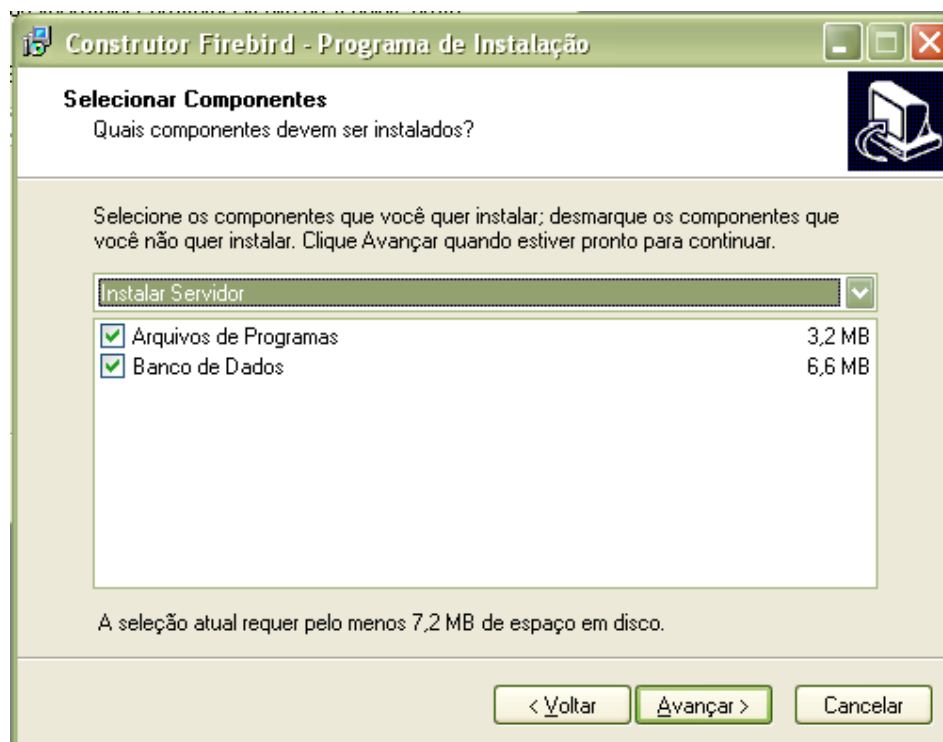 Construtor Firebird - Programa de Instalação
Selecionar Componentes
Quais componentes devem ser instalados?
Selecione os componentes que você quer instalar; desmarque os componentes que
você não quer instalar. Clique Avançar quando estiver pronto para continuar.
Instalar Servidor
Arquivos de Programas 3,2 MB
Banco de Dados 6,6 MB
A seleção atual requer pelo menos 7,2 MB de espaço em disco.
< Voltar Avançar > Cancelar